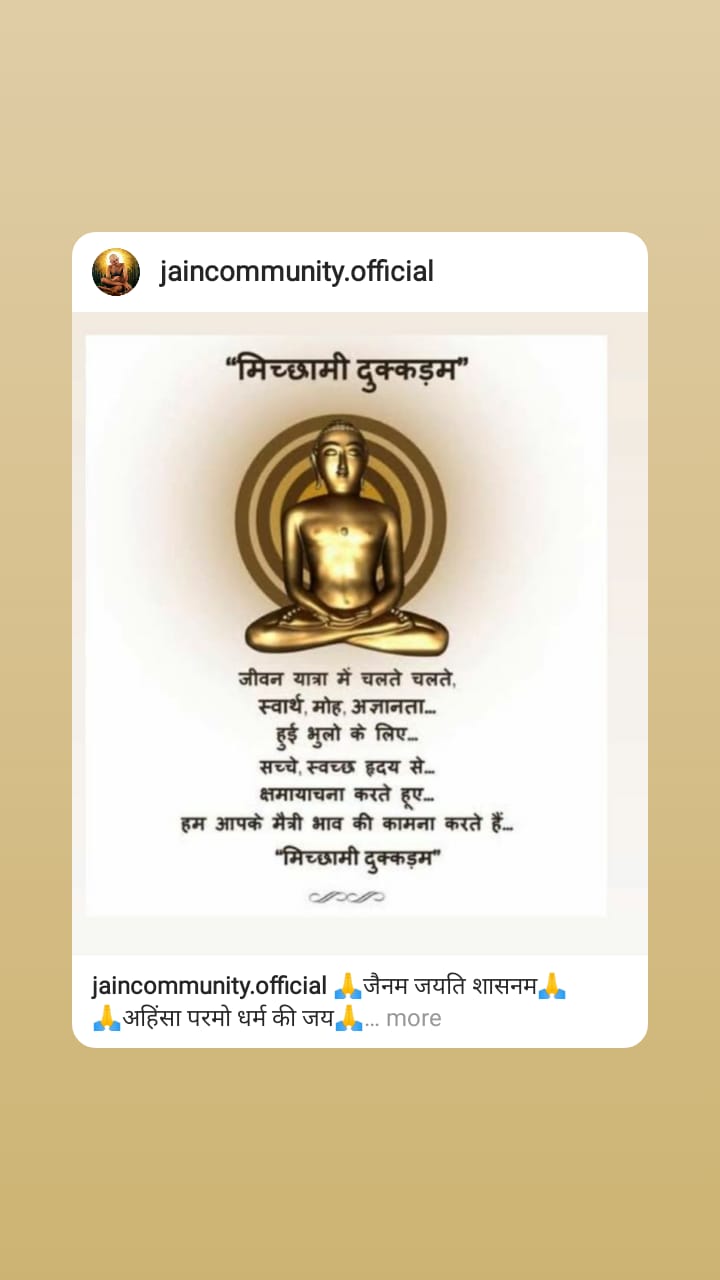 jaincommunity.official
“मिच्छामी दुक्कड़म”
जीवन यात्रा में चलते चलते,
स्वार्थ, मोह, अज्ञानता...
हुई भुलो के लिए...
सच्चे, स्वच्छ हृदय से...
क्षमायाचना करते हूए...
हम आपके मैत्री भाव की कामना करते हैं...
“मिच्छामी दुक्कड़म”
jaincommunity.official 🙏जैनम जयति शासनम🙏
🙏अहिंसा परमो धर्म की जय🙏... more